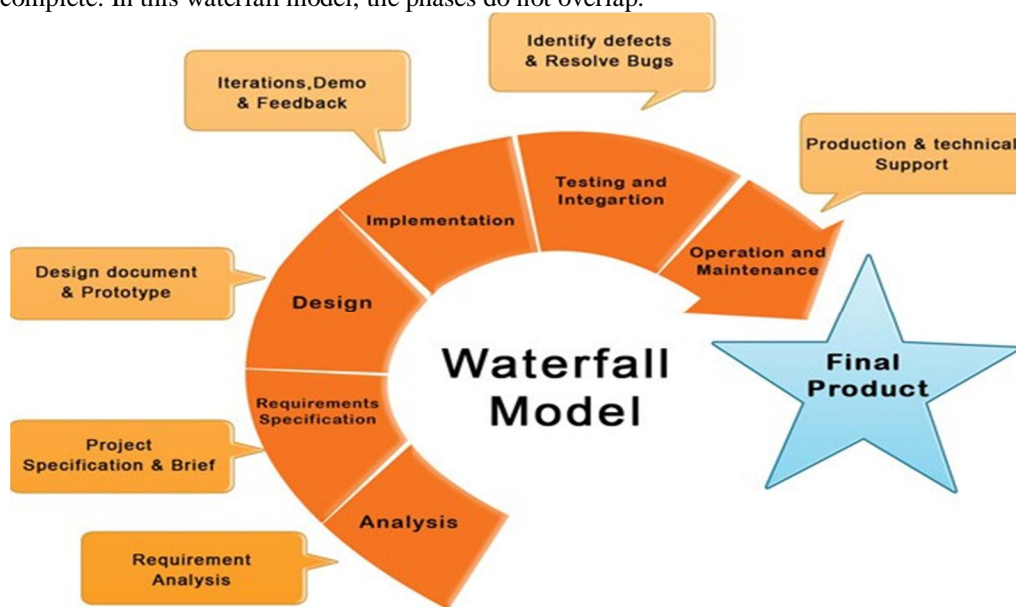 complete. In this waterfall model, the phases do not overlap.
Identify defects
& Resolve Bugs
Iterations,Demo
& Feedback
Production & technical
Support
Testing and
Integartion
Implementation
Operation and
Maintenance
Design document
& Prototype
Design
Waterfall
Model
Final
Product
Requirements
Specification
Project
Specification & Brief
Analysis
Requirement
Analysis